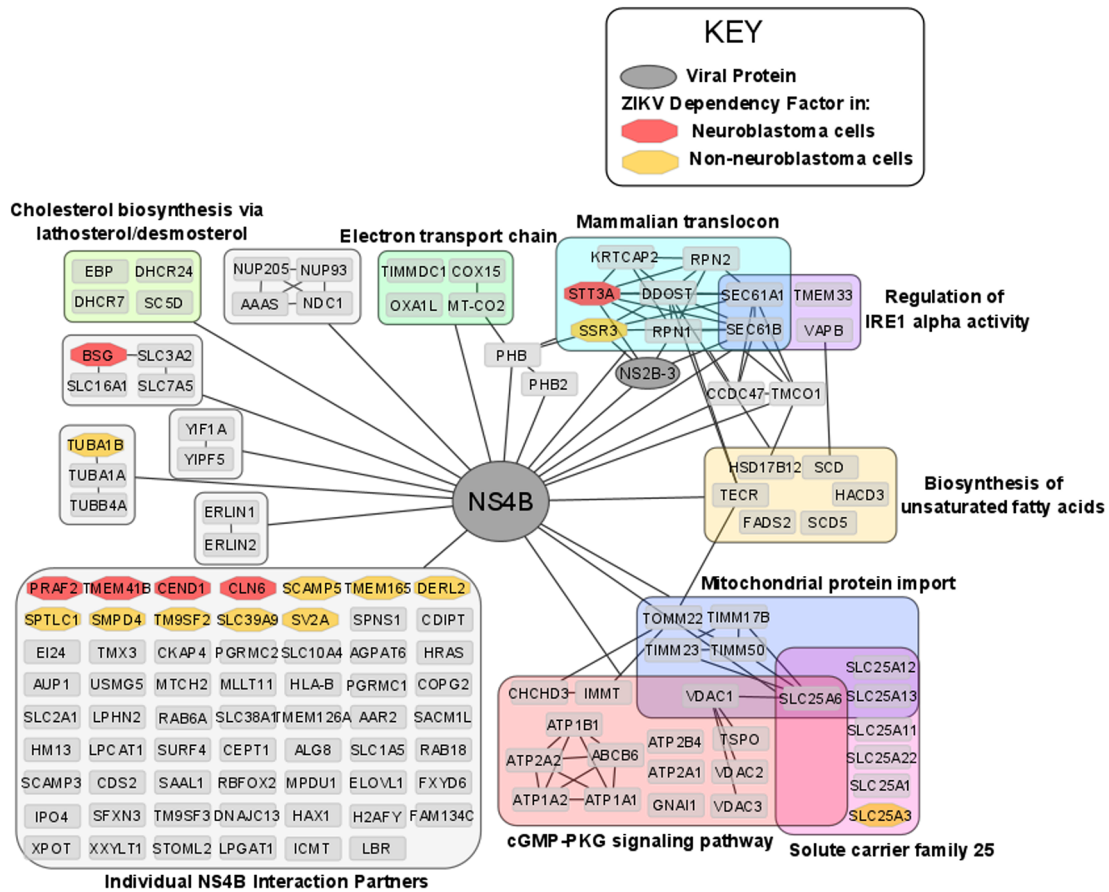 KEY
Viral Protein
ZIKV Dependency Factor in:
Neuroblastoma cells
Non-neuroblastoma cells
Cholesterol biosynthesis via
lathosterol/desmosterol
EBP DHCR24
DHCR7 SC5D
NUP205 NUP93
AAAS NDC1
Electron transport chain
TIMMDC1 COX15
OXA1L MT-CO2
Mammalian translocon
KRTCAP2 RPN2
STT3A DDOST SEC61A1
SSR3 RPN1 SEC61B
TMEM33
VAPB
Regulation of
IRE1 alpha activity
PHB
PHB2
NS2B-3
CCDC47 TMCO1
BSG SLC3A2
SLC16A1 SLC7A5
YIF1A
YIPF5
TUBA1B
TUBA1A
TUBB4A
ERLIN1
ERLIN2
NS4B
HSD17B12 SCD
TECR HACD3
FADS2 SCD5
Biosynthesis of
unsaturated fatty acids
PRAF2 TMEM41B CEND1 CLN6 SCAMP5 TMEM165 DERL2
SPTLC1 SMPD4 TM9SF2 SLC39A9 SV2A SPNS1 CDIPT
EI24 TMX3 CKAP4 PGRMC2 SLC10A4 AGPAT6 HRAS
AUP1 USMG5 MTCH2 MLLT11 HLA-B PGRMC1 COPG2
SLC2A1 LPHN2 RAB6A SLC38A1 TMEM126A AAR2 SACM1L
HM13 LPCAT1 SURF4 CEPT1 ALG8 SLC1A5 RAB18
SCAMP3 CDS2 SAAL1 RBFOX2 MPDU1 ELOVL1 FXYD6
IPO4 SFXN3 TM9SF3 DNAJC13 HAX1 H2AFY FAM134C
XPOT XXYLT1 STOML2 LPGAT1 ICMT LBR
Individual NS4B Interaction Partners
Mitochondrial protein import
TOMM22 TIMM17B
TIMM23 TIMM50
CHCHD3 IMMT VDAC1 SLC25A6
ATP1B1
ATP2A2 ABCB6
ATP1A2 ATP1A1
ATP2B4 TSPO
ATP2A1 VDAC2
GNAI1 VDAC3
SLC25A12
SLC25A13
SLC25A11
SLC25A22
SLC25A1
SLC25A3
cGMP-PKG signaling pathway
Solute carrier family 25